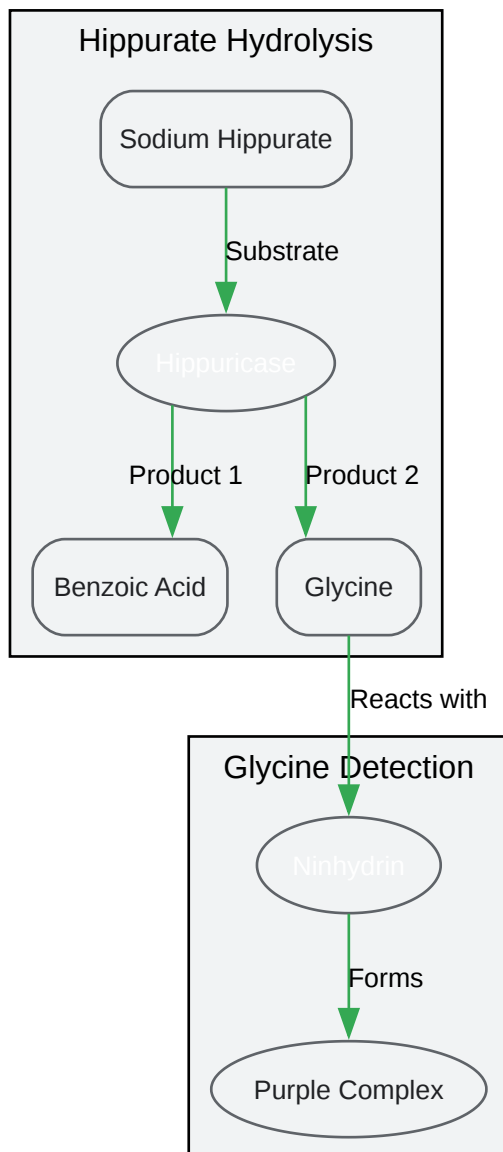 Hippurate Hydrolysis
Sodium Hippurate
Substrate
Hippuricase
Product 1
Product 2
Benzoic Acid
Glycine
Reacts with
Glycine Detection
Ninhydrin
Forms
Purple Complex